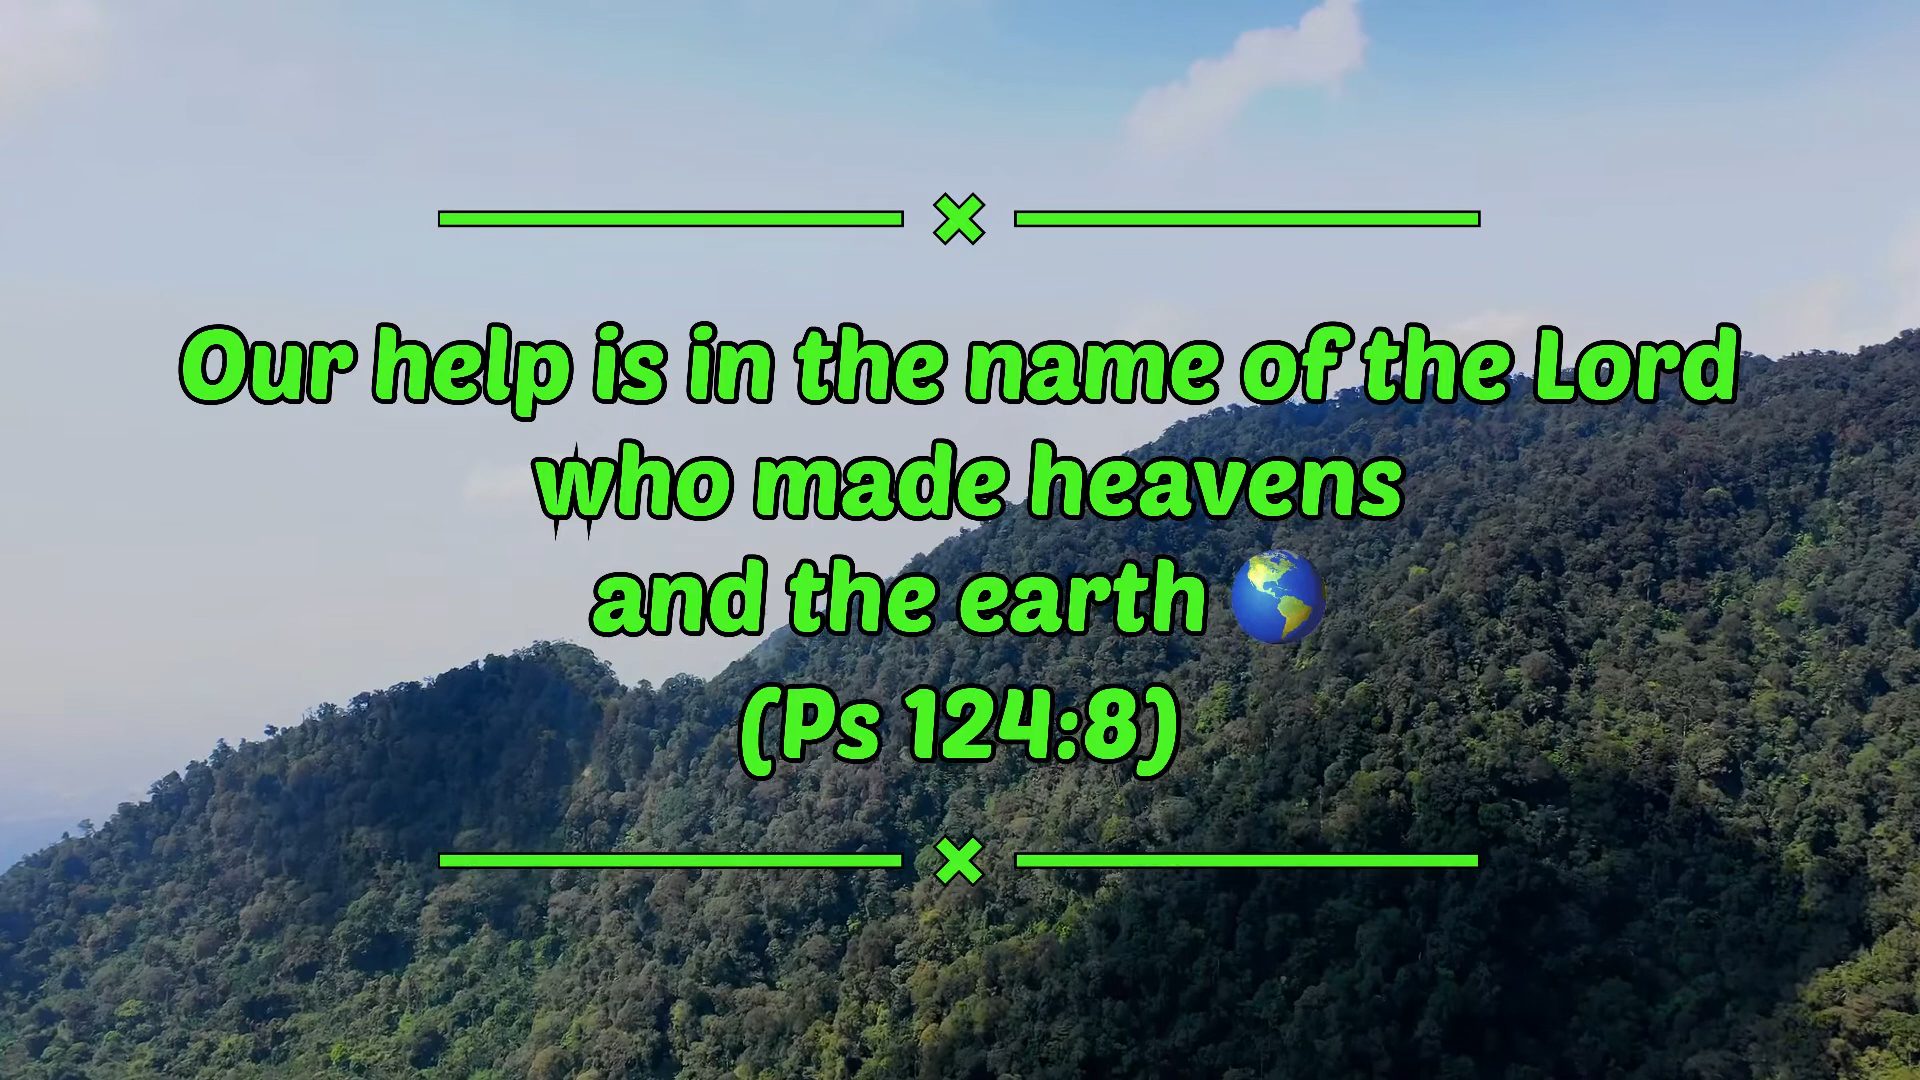 Our help is in the name of the Lord
who made heavens
and the earth 🌎
(Ps 124:8)